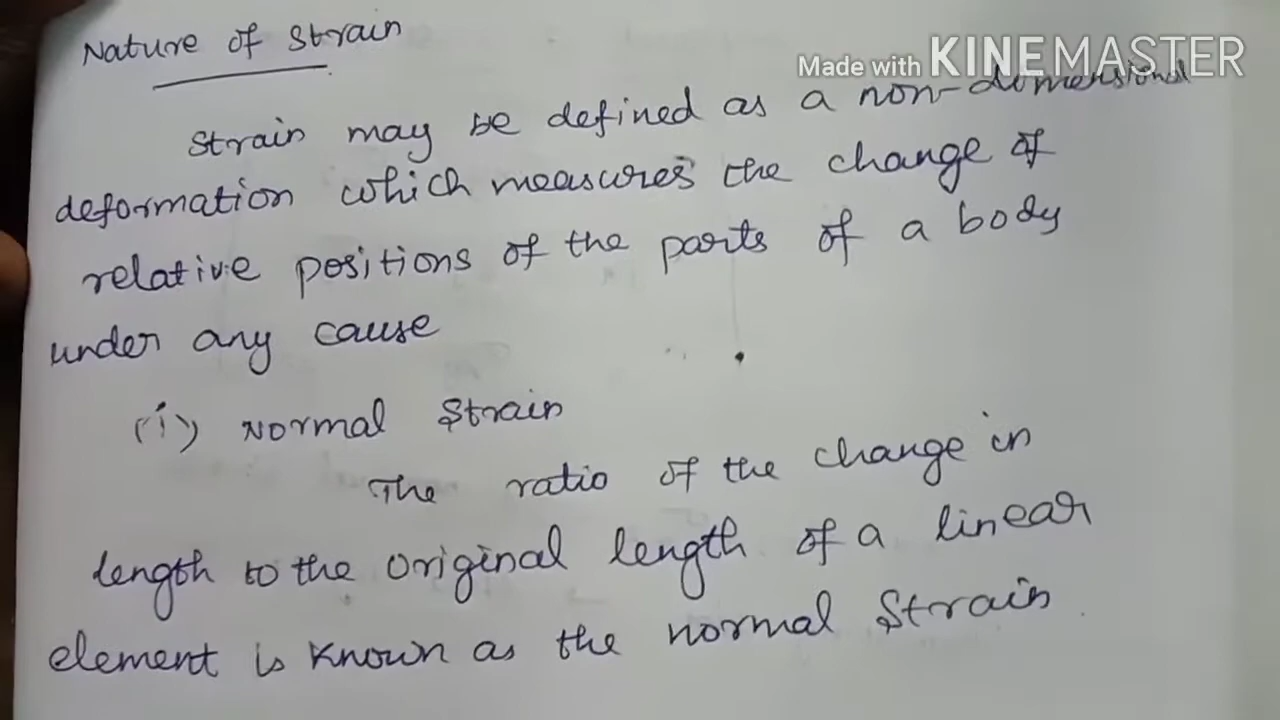 Nature of Strain
Made with KINEMASTER
Strain may be defined as a non-dimensional
deformation which measures the change of
relative positions of the parts of a body
under any cause
(i) Normal Strain
The ratio of the change in
length to the original length of a linear
element is known as the normal Strain